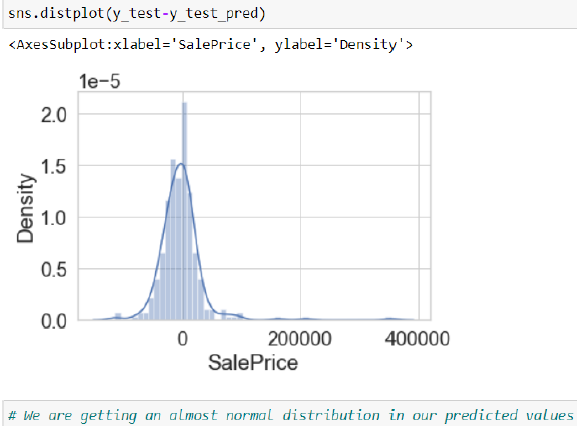 sns.distplot(y_test-y_test_pred)
<AxesSubplot:xlabel='SalePrice', ylabel='Density'>
1e−5
2.0
1.5
1.0
0.5
0.0
Density
0 200000 400000
SalePrice
# We are getting an almost normal distribution in our predicted values